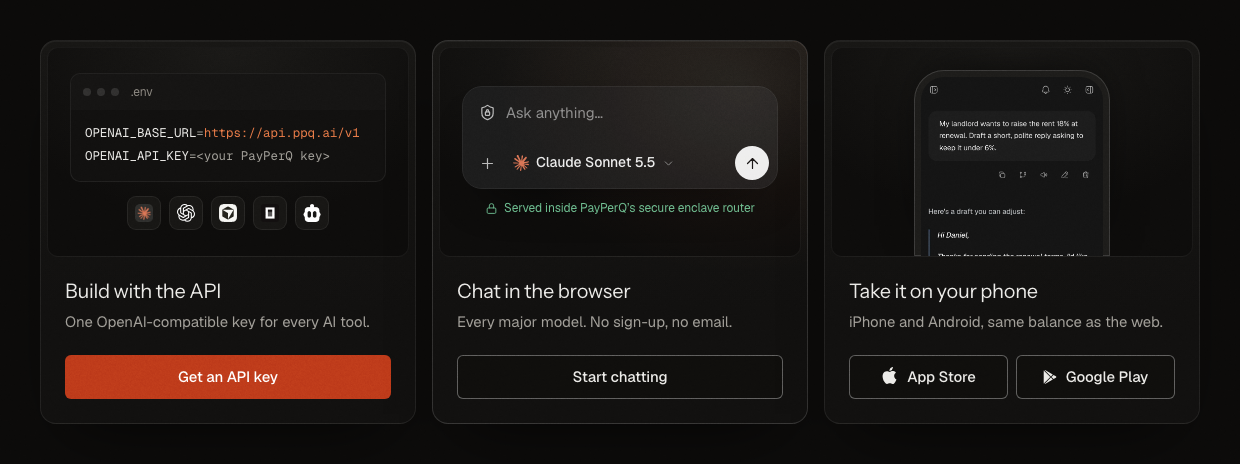 .env
OPENAI_BASE_URL=https://api.ppq.ai/v1
OPENAI_API_KEY=<your PayPerQ key>
Build with the API
One OpenAI-compatible key for every AI tool.
Get an API key
Ask anything...
Claude Sonnet 5.5
Served inside PayPerQ's secure enclave router
Chat in the browser
Every major model. No sign-up, no email.
Start chatting
My landlord wants to raise the rent 18% at
renewal. Draft a short, polite reply asking to
keep it under 6%.
Here's a draft you can adjust:
Hi Daniel,
Take it on your phone
iPhone and Android, same balance as the web.
App Store
Google Play